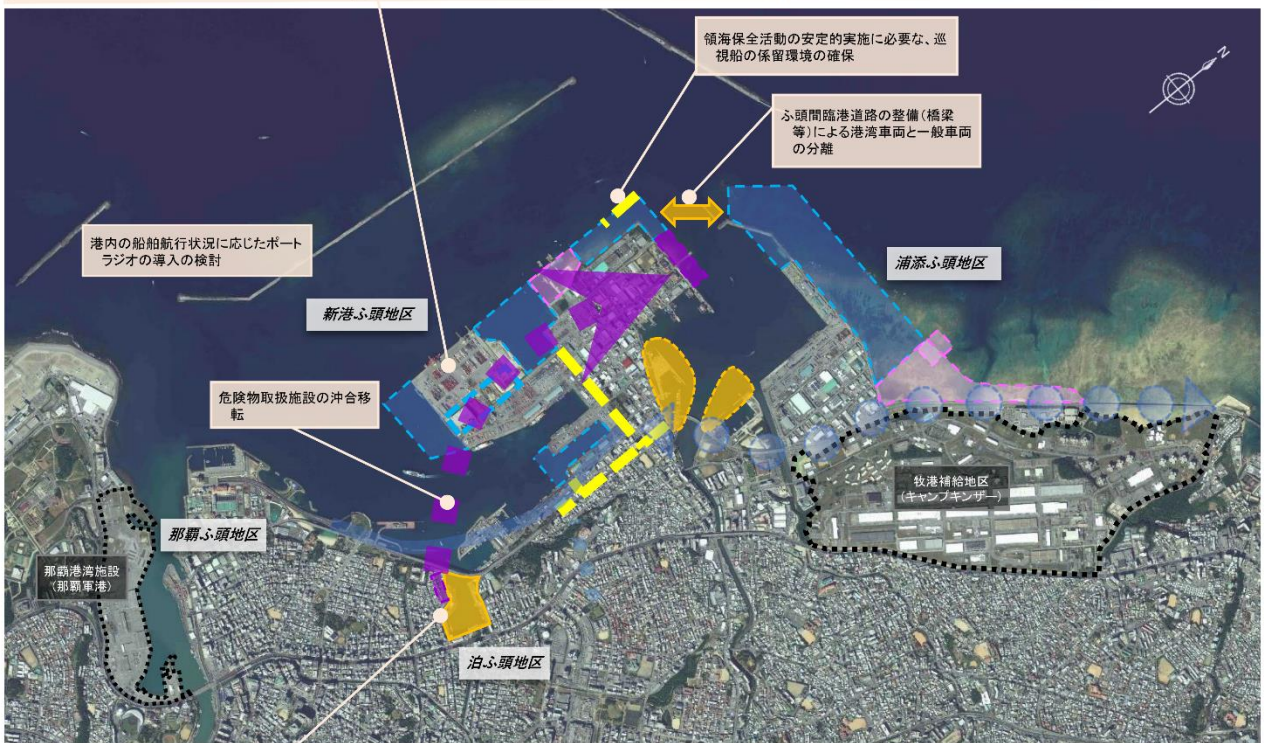 領海保全活動の安定的実施に必要な、巡
視船の係留環境の確保
N
ふ頭間臨港道路の整備(橋梁
等)による港湾車両と一般車両
の分離
港内の船舶航行状況に応じたポート
ラジオの導入の検討
浦添ふ頭地区
新港ふ頭地区
危険物取扱施設の沖合移
転
牧港補給地区
(キャンプキンザー)
那覇ふ頭地区
那覇港湾施設
(那覇軍港)
泊ふ頭地区